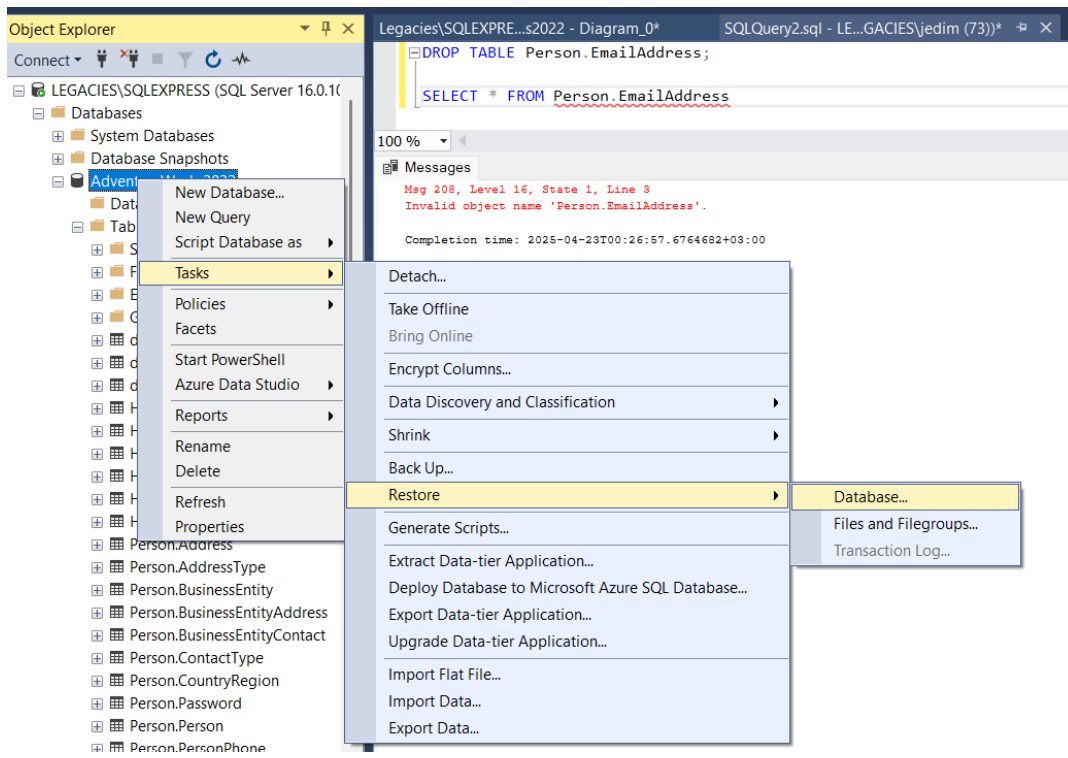 Object Explorer
Connect
LEGACIES\SQLEXPRESS (SQL Server 16.0.10
Databases
System Databases
Database Snapshots
Tab
Person.Address
Person.AddressType
Person.BusinessEntity
Person.BusinessEntityAddress
Person.BusinessEntityContact
Person.ContactType
Person.CountryRegion
Person.Password
Person.Person
Person.PersonPhone
New Database...
New Query
Script Database as
Tasks
Policies
Facets
Start PowerShell
Azure Data Studio
Reports
Rename
Delete
Refresh
Properties
Detach...
Take Offline
Bring Online
Encrypt Columns...
Data Discovery and Classification
Shrink
Back Up...
Restore
Generate Scripts...
Extract Data-tier Application...
Deploy Database to Microsoft Azure SQL Database...
Export Data-tier Application...
Upgrade Data-tier Application...
Import Flat File...
Import Data...
Export Data...
Database...
Files and Filegroups...
Transaction Log...
Legacies\SQLEXPRE...s2022 - Diagram_0*
SQLQuery2.sql - LE...GACIES\jedim (73))*
DROP TABLE Person.EmailAddress;
SELECT * FROM Person.EmailAddress
100 %
Messages
Msg 208, Level 16, State 1, Line 3
Invalid object name 'Person.EmailAddress'.
Completion time: 2025-04-23T00:26:57.6764682+03:00